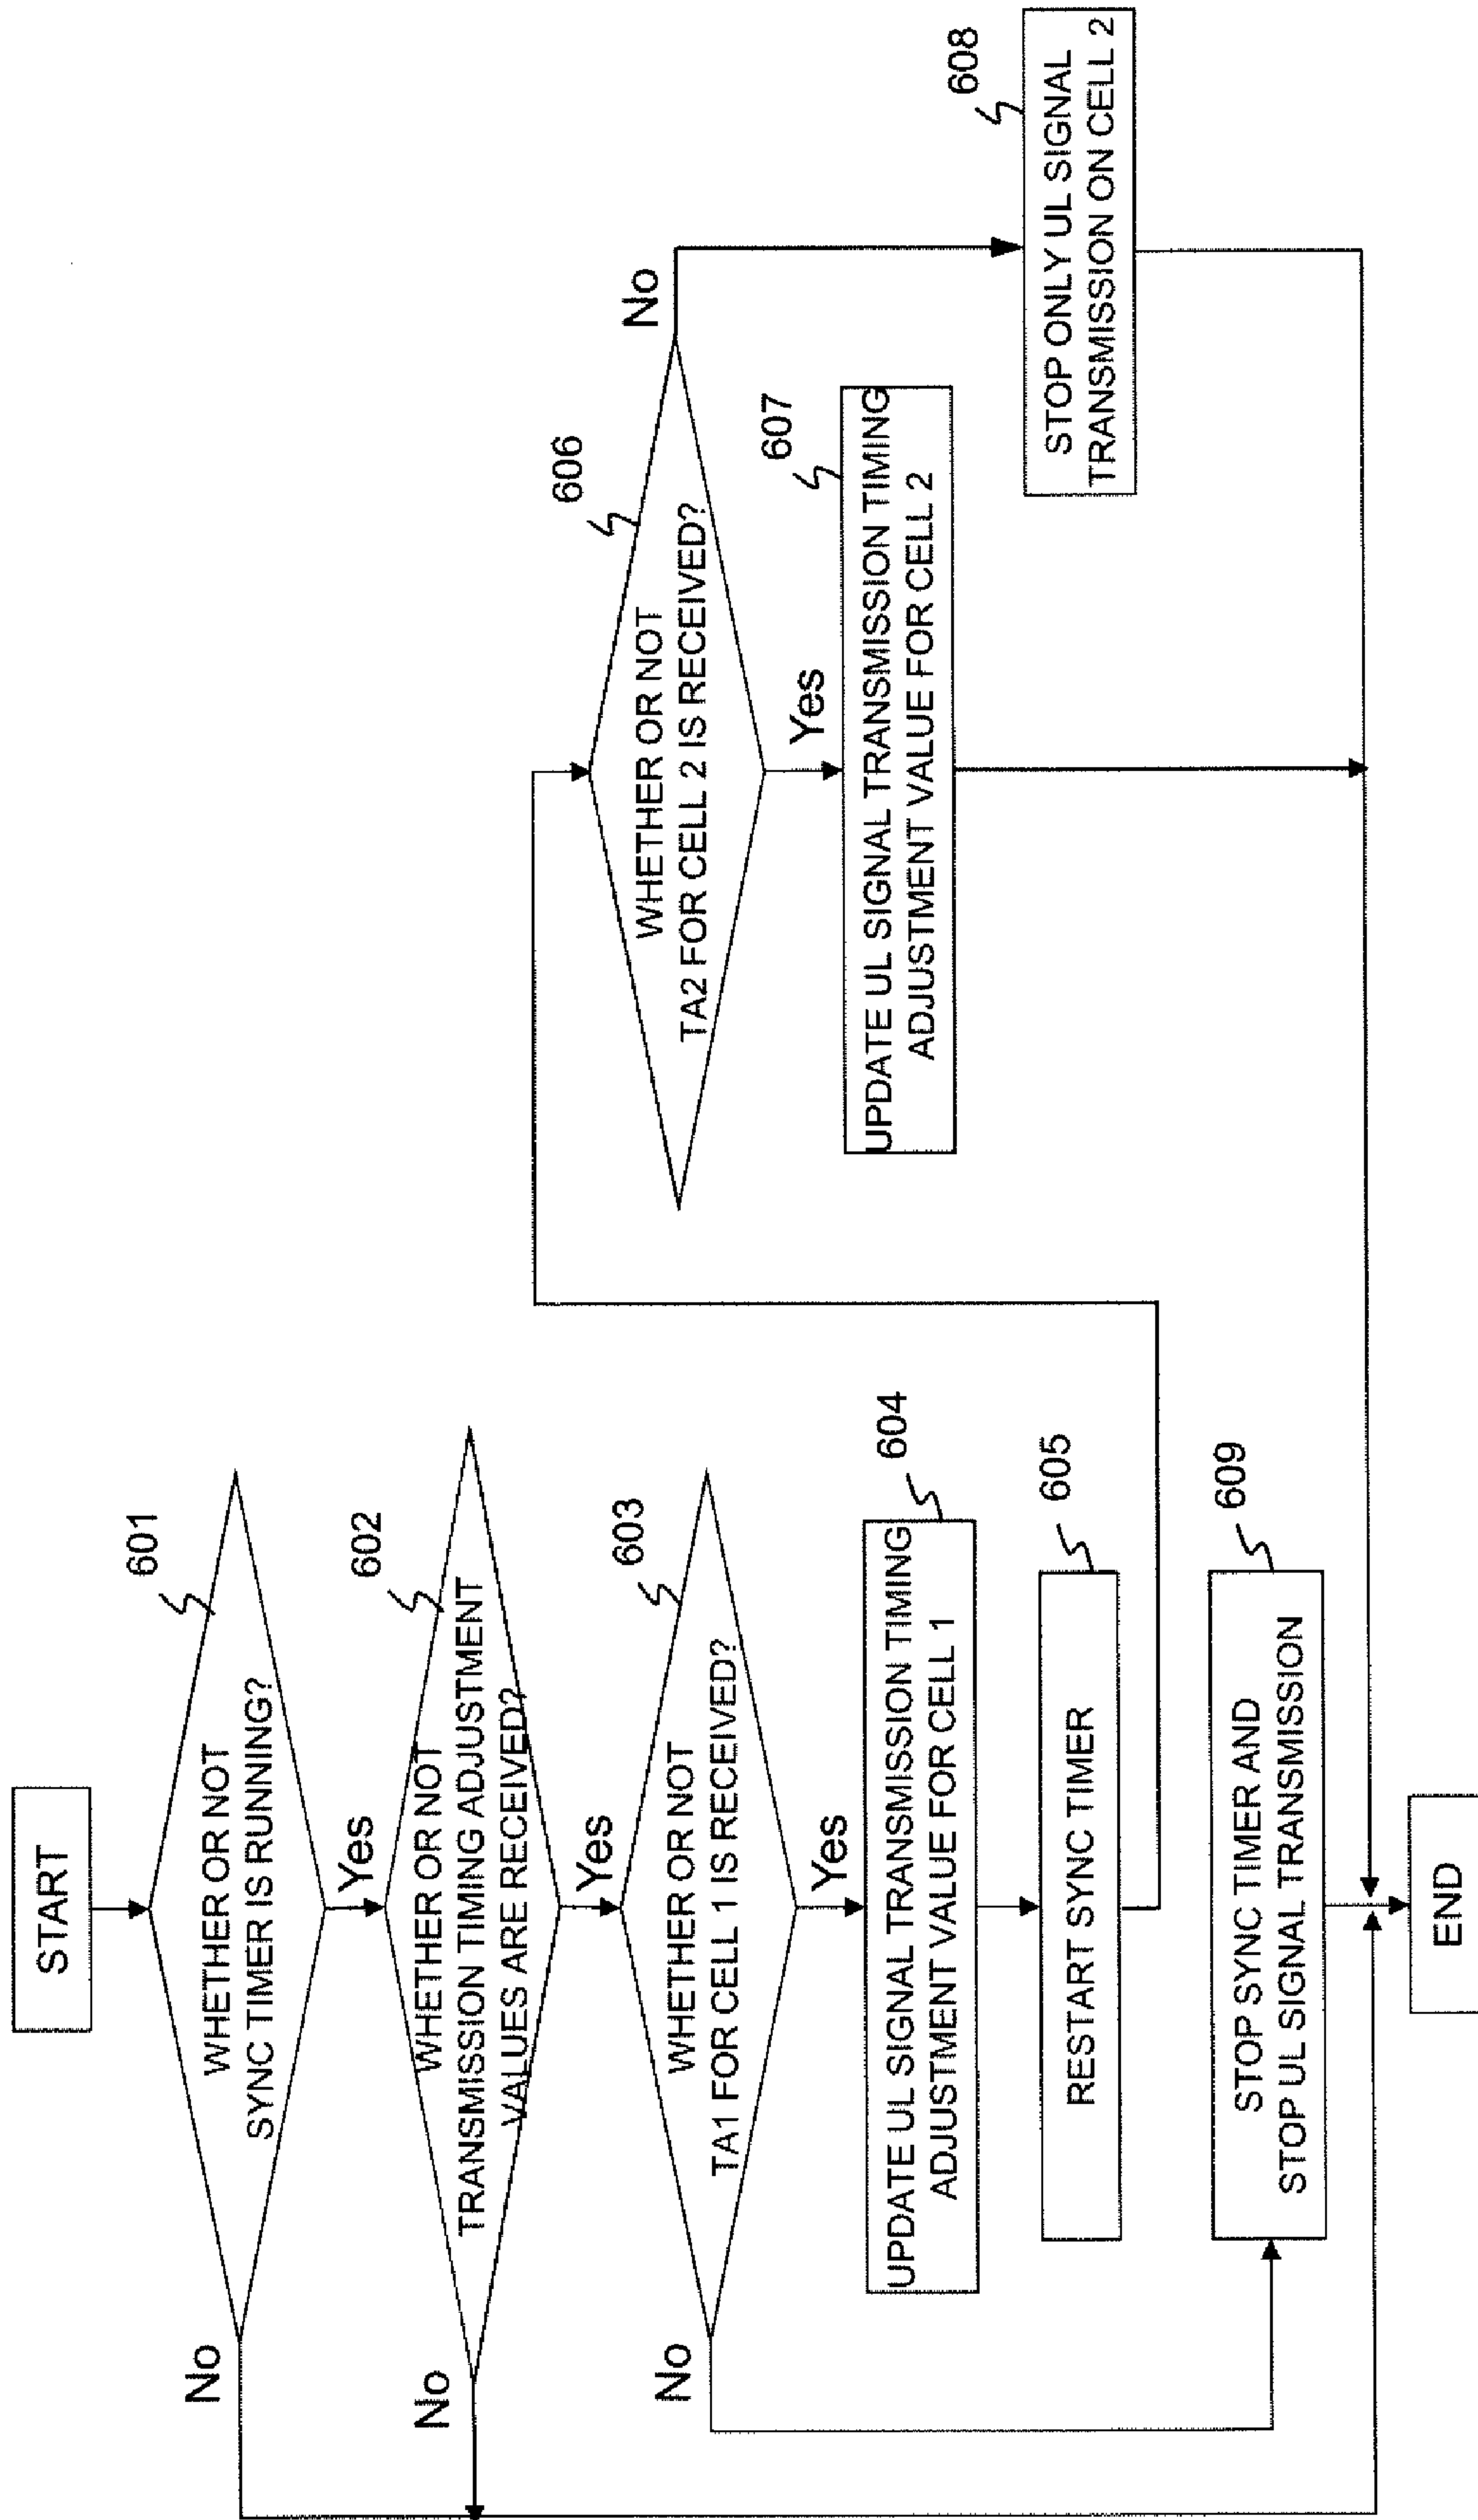 START
601
WHETHER OR NOT
SYNC TIMER IS RUNNING?
No
Yes
602
WHETHER OR NOT
TRANSMISSION TIMING ADJUSTMENT
VALUES ARE RECEIVED?
No
Yes
603
WHETHER OR NOT
TA1 FOR CELL 1 IS RECEIVED?
No
Yes
604
UPDATE UL SIGNAL TRANSMISSION TIMING
ADJUSTMENT VALUE FOR CELL 1
605
RESTART SYNC TIMER
609
STOP SYNC TIMER AND
STOP UL SIGNAL TRANSMISSION
END
606
WHETHER OR NOT
TA2 FOR CELL 2 IS RECEIVED?
No
Yes
607
UPDATE UL SIGNAL TRANSMISSION TIMING
ADJUSTMENT VALUE FOR CELL 2
608
STOP ONLY UL SIGNAL
TRANSMISSION ON CELL 2